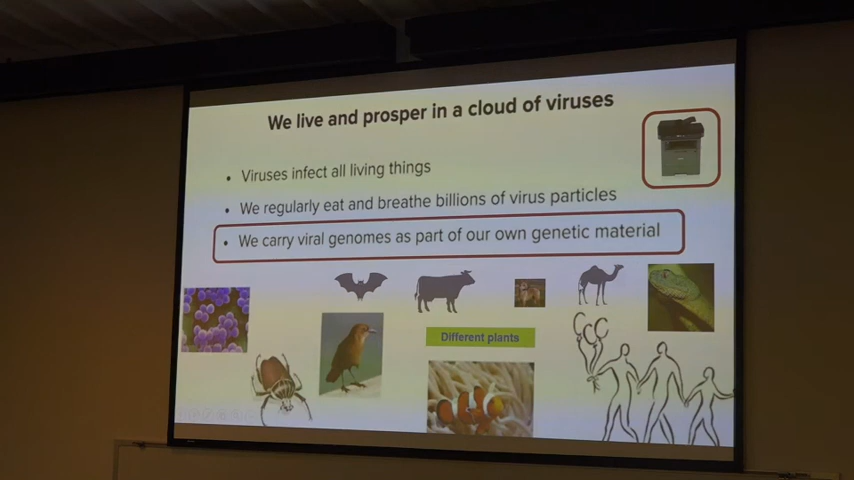 We live and prosper in a cloud of viruses
• Viruses infect all living things
• We regularly eat and breathe billions of virus particles
• We carry viral genomes as part of our own genetic material
Different plants